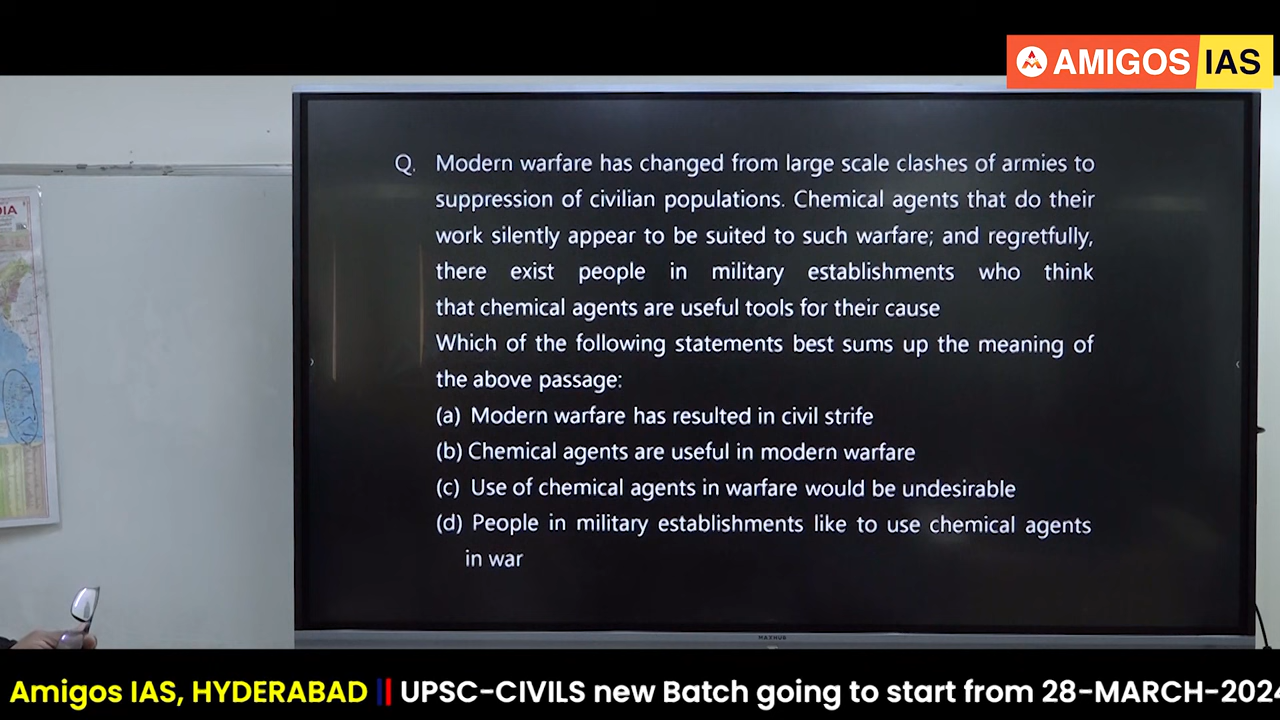 AMIGOS IAS
Q. Modern warfare has changed from large scale clashes of armies to
suppression of civilian populations. Chemical agents that do their
work silently appear to be suited to such warfare; and regretfully,
there exist people in military establishments who think
that chemical agents are useful tools for their cause
Which of the following statements best sums up the meaning of
the above passage:
(a) Modern warfare has resulted in civil strife
(b) Chemical agents are useful in modern warfare
(c) Use of chemical agents in warfare would be undesirable
(d) People in military establishments like to use chemical agents
in war
MAXHUB
Amigos IAS, HYDERABAD || UPSC-CIVILS new Batch going to start from 28-MARCH-2024